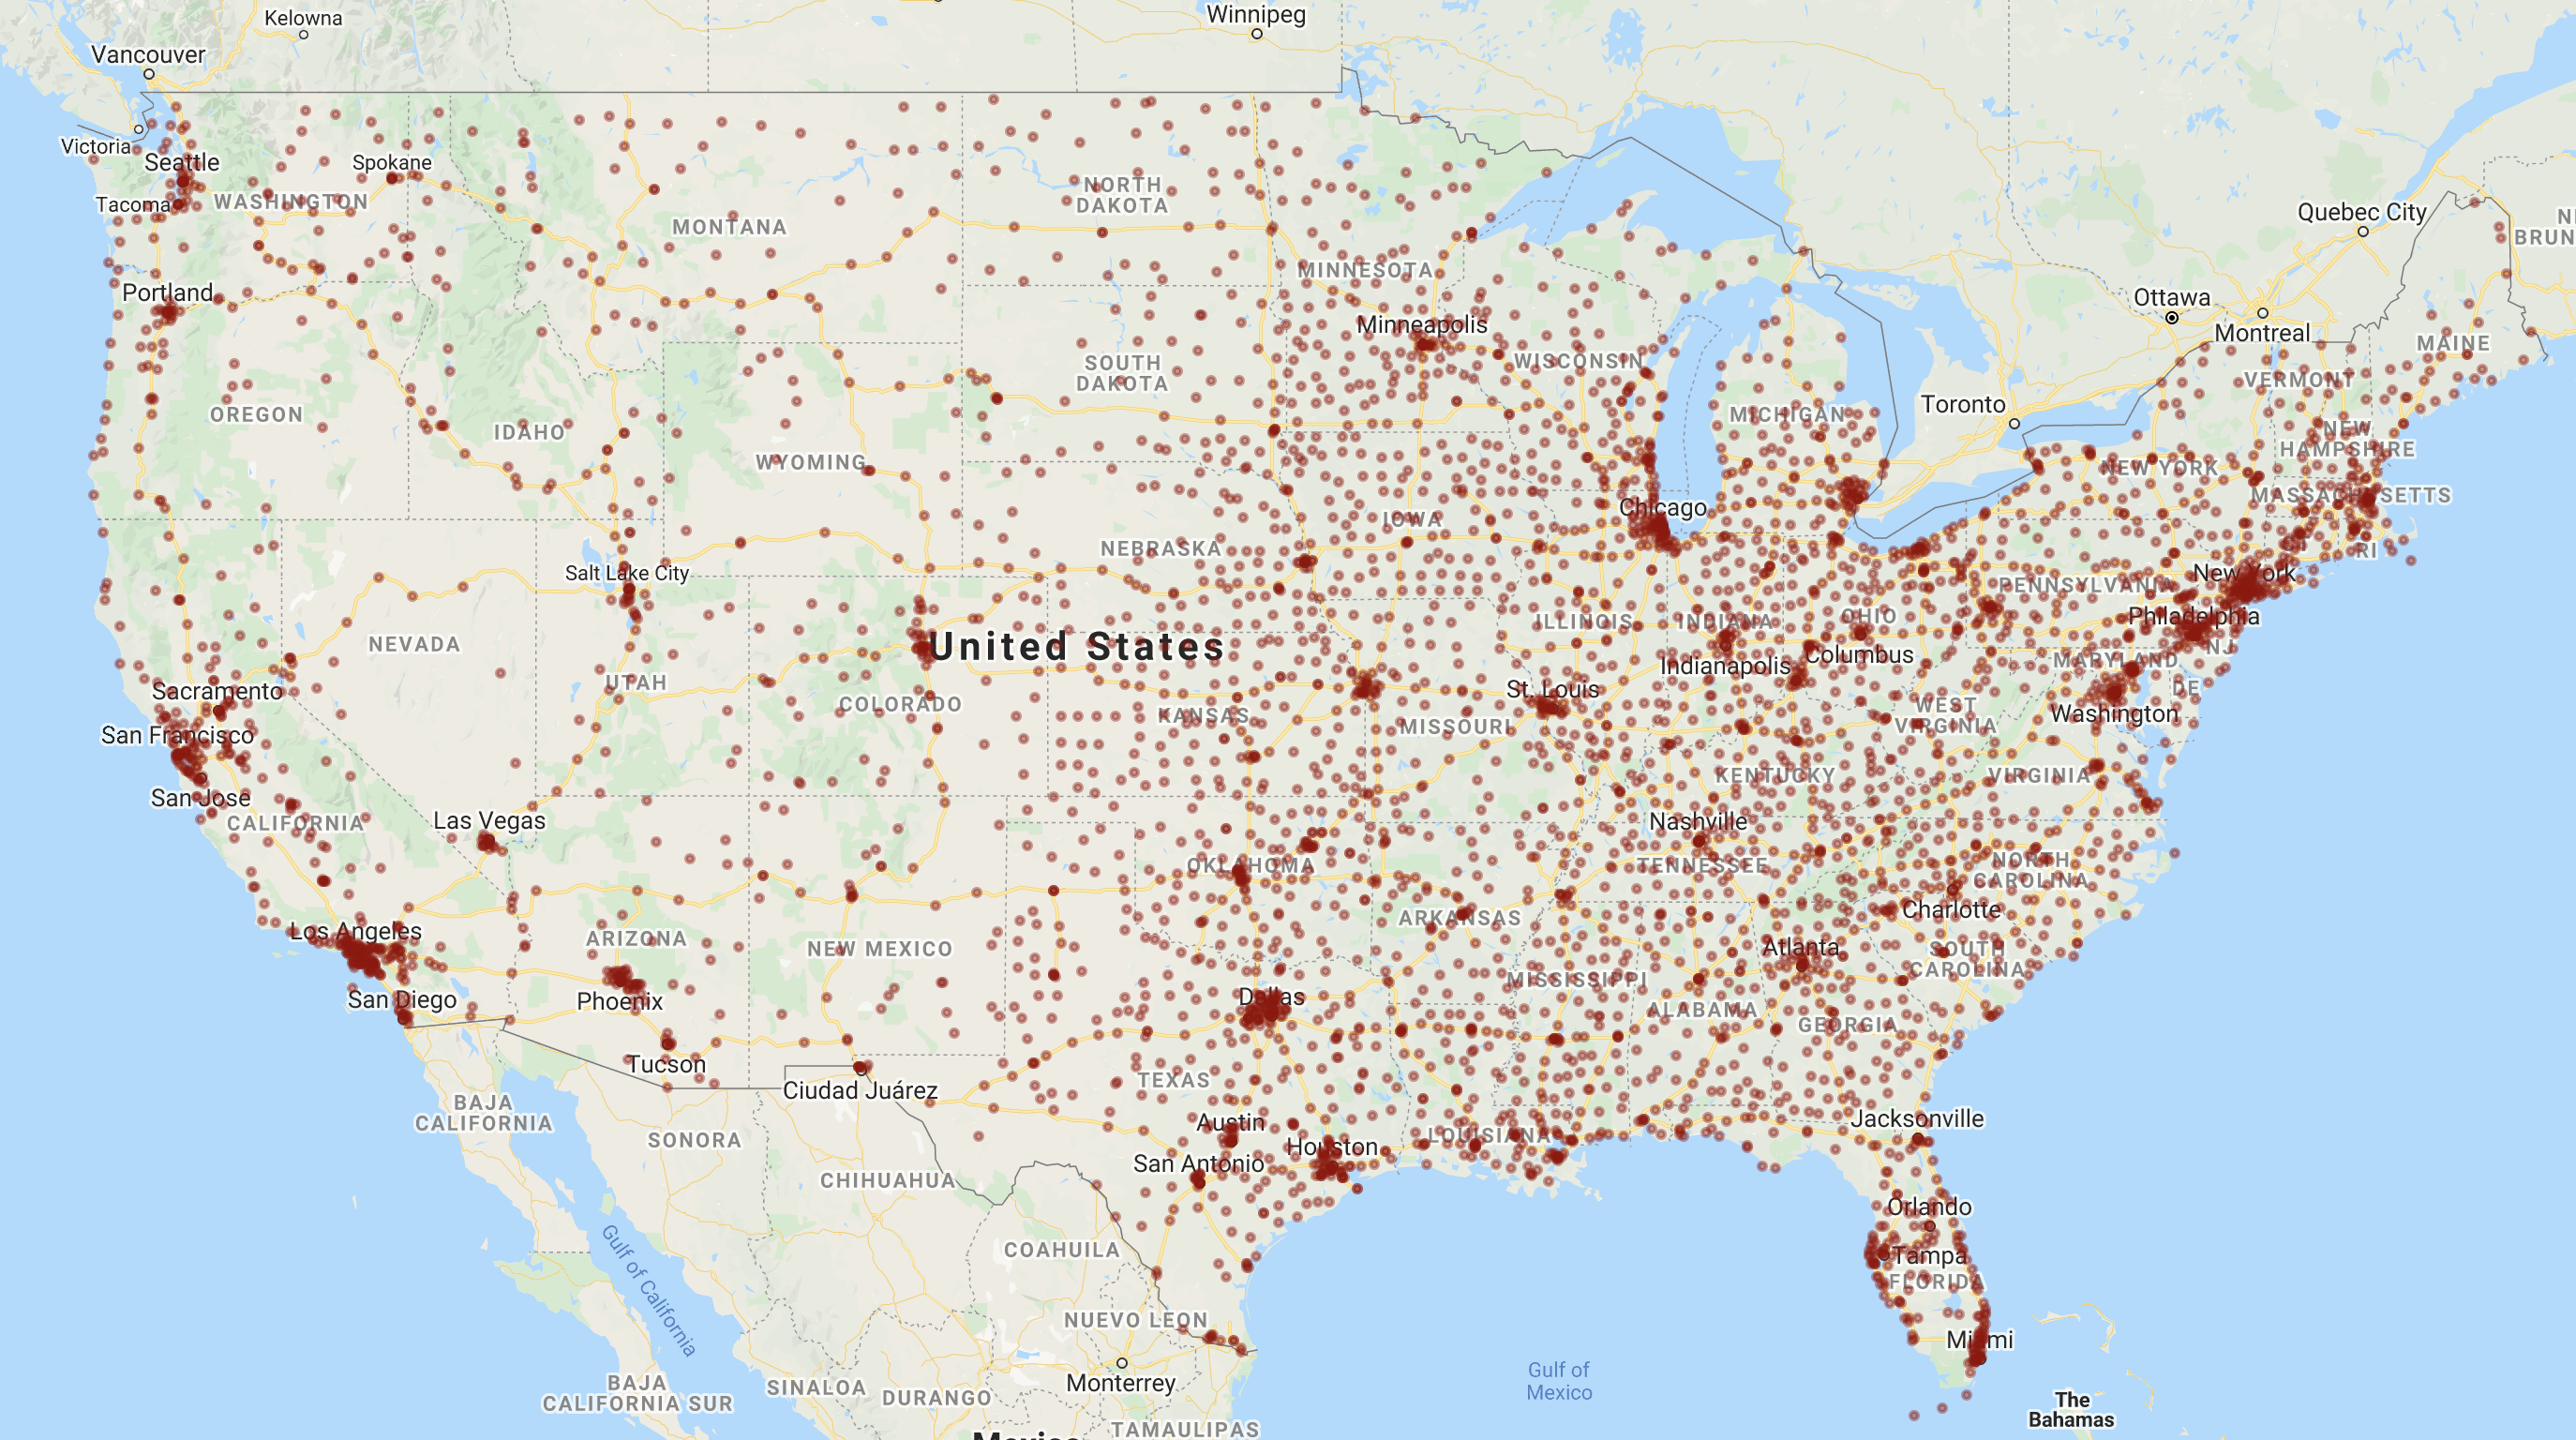 Kelowna
Winnipeg
Vancouver
Victoria
Seattle
Spokane
Tacoma
WASHINGTON
NORTH
DAKOTA
MONTANA
Quebec City
MINNESOTA
Portland
Ottawa
Montreal
Minneapolis
WISCONSIN
MAINE
SOUTH
DAKOTA
VERMONT
OREGON
IDAHO
MICHIGAN
Toronto
NEW
HAMPSHIRE
WYOMING
NEW YORK
MASSACHUSETTS
Chicago
IOWA
NEBRASKA
RI
Salt Lake City
New York
PENNSYLVANIA
Philadelphia
ILLINOIS
INDIANA
OHIO
NEVADA
United States
NJ
Indianapolis
Columbus
MARYLAND
UTAH
Sacramento
St. Louis
DE
COLORADO
KANSAS
WEST
VIRGINIA
Washington
San Francisco
MISSOURI
KENTUCKY
VIRGINIA
San Jose
CALIFORNIA
Las Vegas
Nashville
OKLAHOMA
TENNESSEE
NORTH
CAROLINA
ARKANSAS
Charlotte
Los Angeles
ARIZONA
NEW MEXICO
Atlanta
SOUTH
CAROLINA
MISSISSIPPI
San Diego
Phoenix
Dallas
ALABAMA
GEORGIA
Tucson
Ciudad Juárez
TEXAS
BAJA
CALIFORNIA
SONORA
Austin
Jacksonville
LOUISIANA
Houston
San Antonio
CHIHUAHUA
Orlando
COAHUILA
Tampa
FLORIDA
Gulf of California
NUEVO LEON
Miami
Monterrey
Gulf of
Mexico
BAJA
CALIFORNIA SUR
SINALOA
DURANGO
The
Bahamas
TAMAULIPAS
Mexico